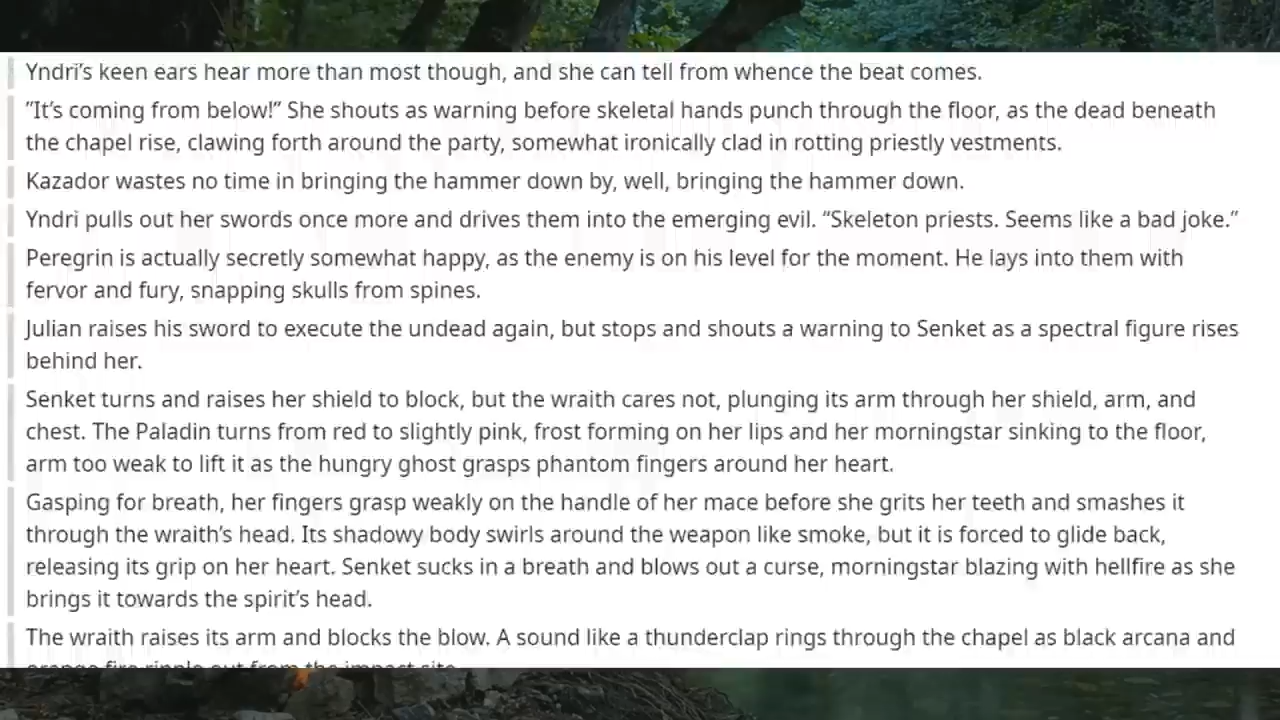 Yndri’s keen ears hear more than most though, and she can tell from whence the beat comes.
”It’s coming from below!” She shouts as warning before skeletal hands punch through the floor, as the dead beneath
the chapel rise, clawing forth around the party, somewhat ironically clad in rotting priestly vestments.
Kazador wastes no time in bringing the hammer down by, well, bringing the hammer down.
Yndri pulls out her swords once more and drives them into the emerging evil. “Skeleton priests. Seems like a bad joke.”
Peregrin is actually secretly somewhat happy, as the enemy is on his level for the moment. He lays into them with
fervor and fury, snapping skulls from spines.
Julian raises his sword to execute the undead again, but stops and shouts a warning to Senket as a spectral figure rises
behind her.
Senket turns and raises her shield to block, but the wraith cares not, plunging its arm through her shield, arm, and
chest. The Paladin turns from red to slightly pink, frost forming on her lips and her morningstar sinking to the floor,
arm too weak to lift it as the hungry ghost grasps phantom fingers around her heart.
Gasping for breath, her fingers grasp weakly on the handle of her mace before she grits her teeth and smashes it
through the wraith’s head. Its shadowy body swirls around the weapon like smoke, but it is forced to glide back,
releasing its grip on her heart. Senket sucks in a breath and blows out a curse, morningstar blazing with hellfire as she
brings it towards the spirit’s head.
The wraith raises its arm and blocks the blow. A sound like a thunderclap rings through the chapel as black arcana and
orange fire ripple out from the impact site.